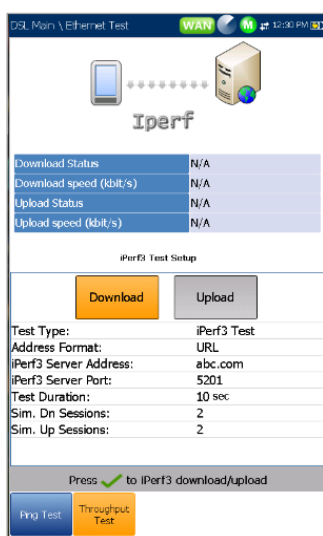 DSL Main \ Ethernet Test WAN M 12:30 PM
Iperf
Download Status N/A
Download speed (kbit/s) N/A
Upload Status N/A
Upload speed (kbit/s) N/A
iPerf3 Test Setup
Download Upload
Test Type: iPerf3 Test
Address Format: URL
iPerf3 Server Address: abc.com
iPerf3 Server Port: 5201
Test Duration: 10 sec
Sim. Dn Sessions: 2
Sim. Up Sessions: 2
Press to iPerf3 download/upload
Ping Test Throughput
Test